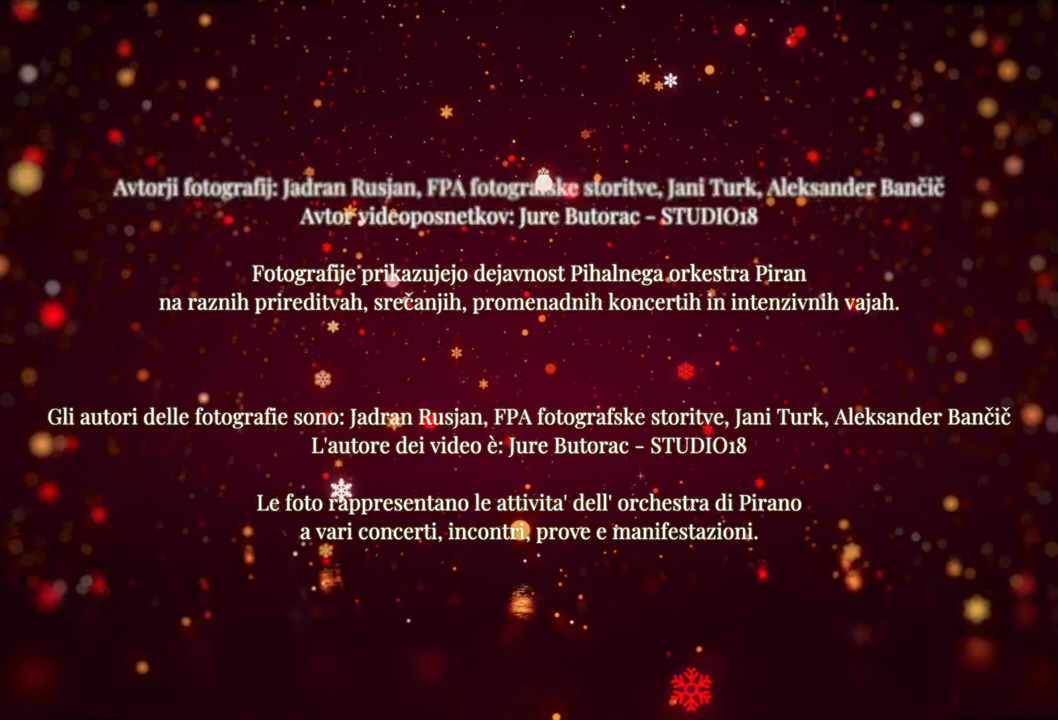 Avtorji fotografij: Jadran Rusjan, FPA fotografske storitve, Jani Turk, Aleksander Bančič
Avtor videoposnetkov: Jure Butorac - STUDIO18
Fotografije prikazujejo dejavnost Pihalnega orkestra Piran
na raznih prireditvah, srečanjih, promenadnih koncertih in intenzivnih vajah.
Gli autori delle fotografie sono: Jadran Rusjan, FPA fotografske storitve, Jani Turk, Aleksander Bančič
L'autore dei video è: Jure Butorac - STUDIO18
Le foto rappresentano le attivita' dell' orchestra di Pirano
a vari concerti, incontri, prove e manifestazioni.